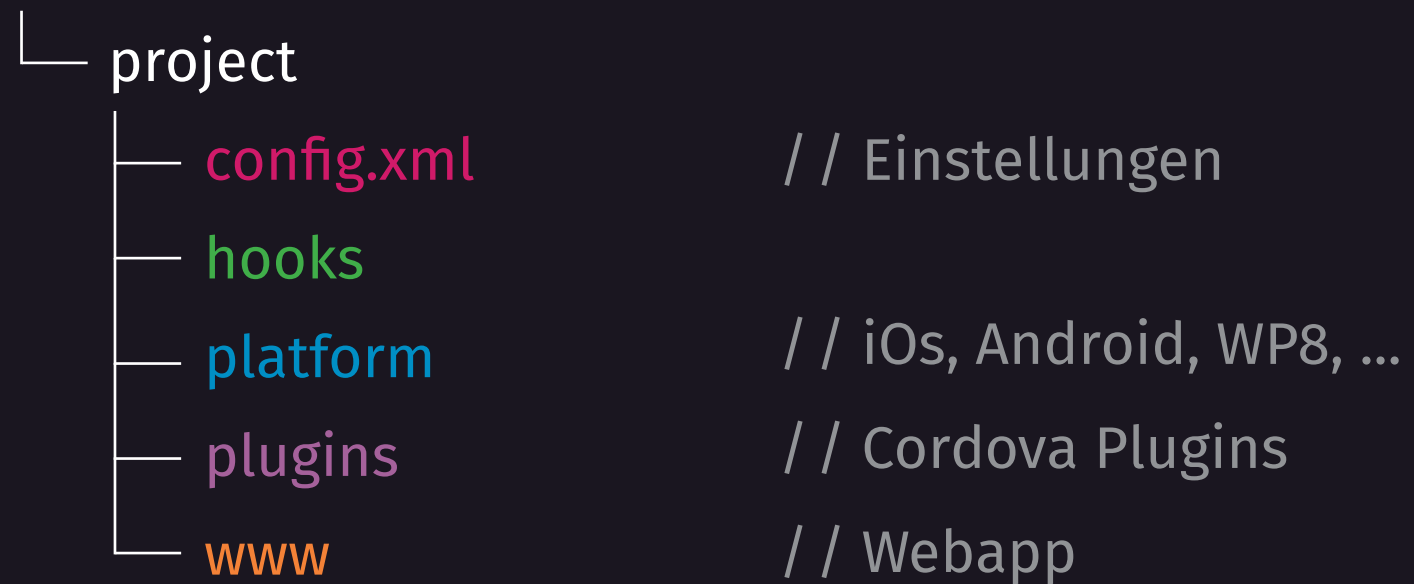 project
config.xml // Einstellungen
hooks
platform // iOs, Android, WP8, ...
plugins // Cordova Plugins
www // Webapp